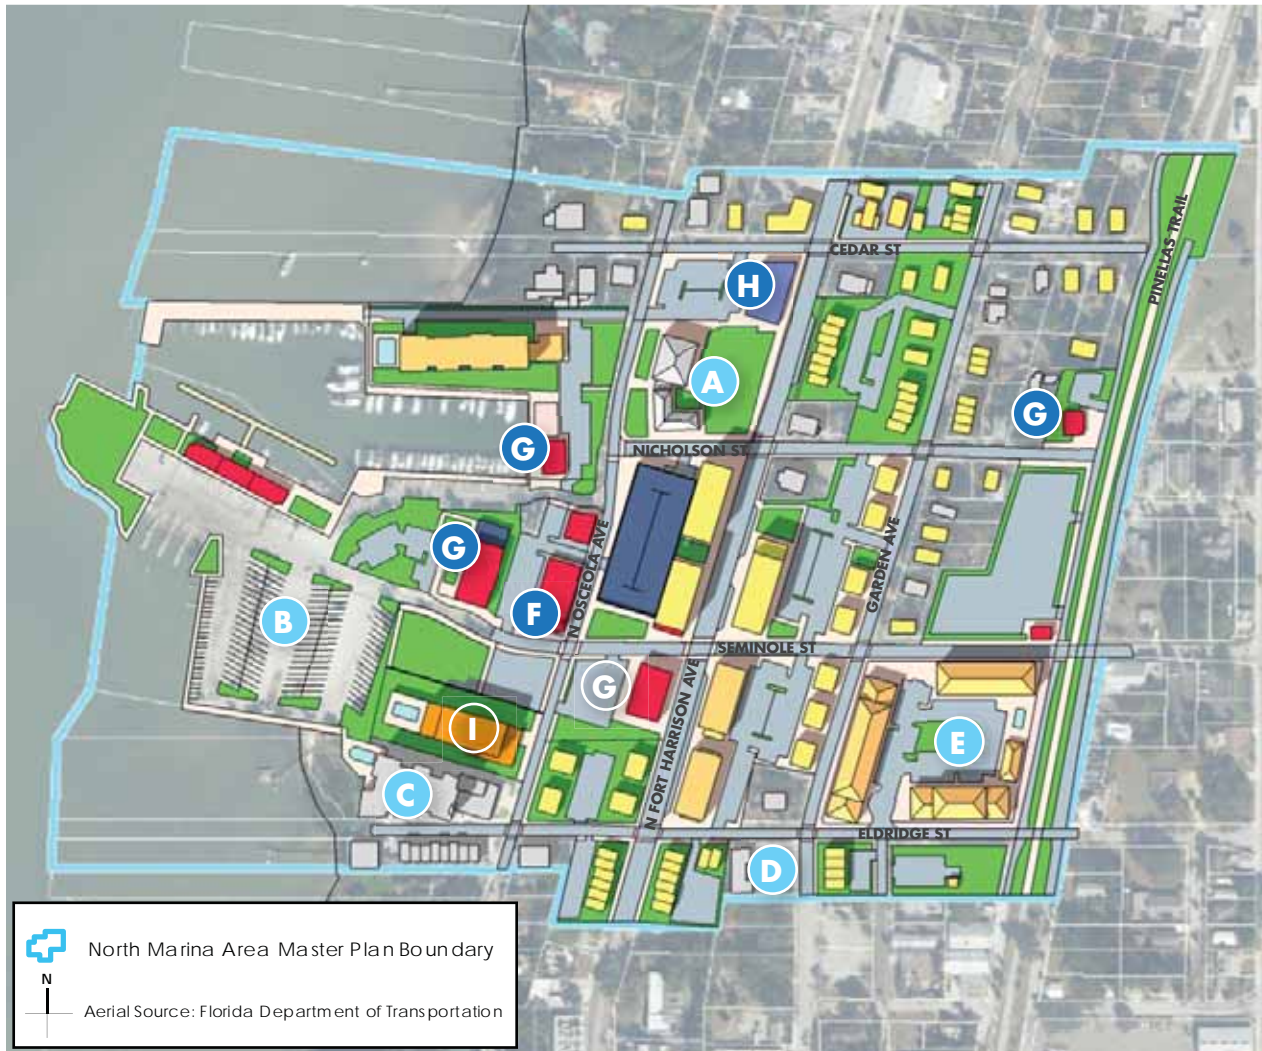 CEDAR ST
PINELLAS TRAIL
H
A
G
NICHOLSON ST
G
G
N OSCEOLA AVE
GARDEN AVE
F
B
SEMINOLE ST
G
N FORT HARRISON AVE
I
E
C
ELDRIDGE ST
D
North Marina Area Master Plan Boundary
N
Aerial Source: Florida Department of Transportation